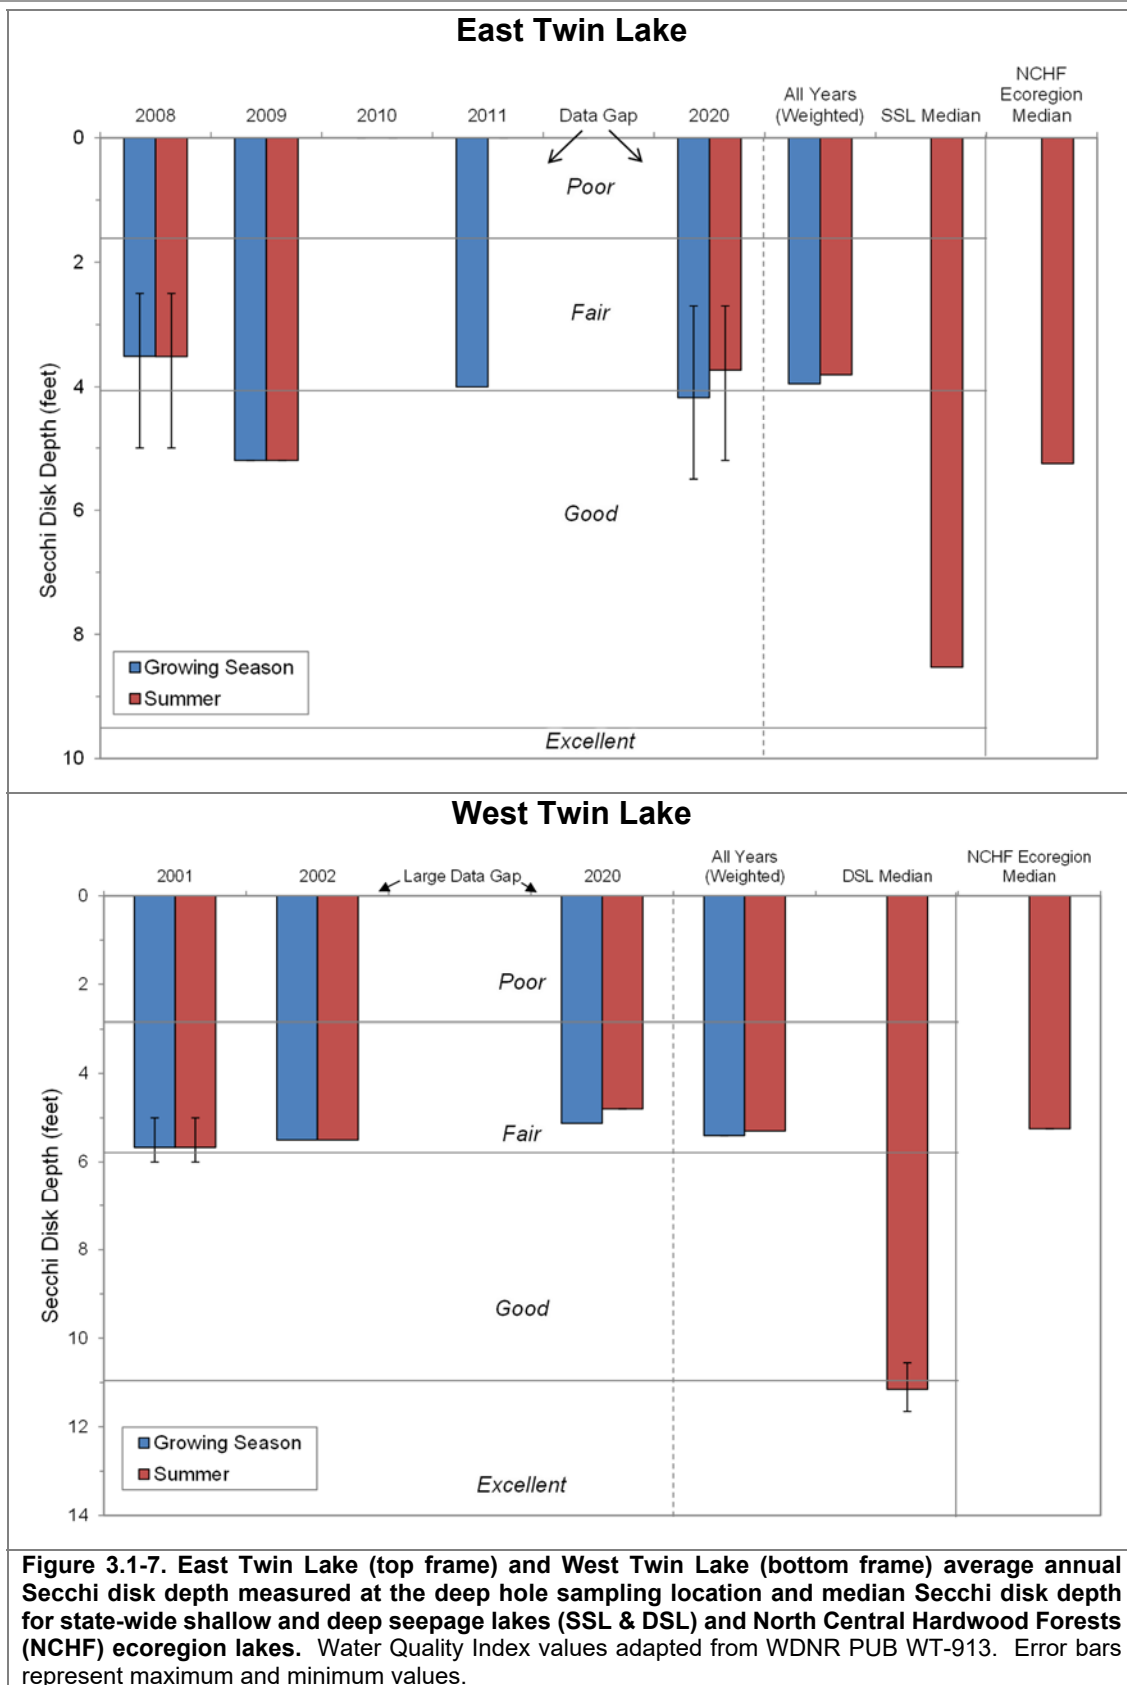 East Twin Lake
2008 2009 2010 2011 Data Gap 2020 All Years (Weighted) SSL Median NCHF Ecoregion Median
0
2
4
6
8
10
Secchi Disk Depth (feet)
Poor
Fair
Good
Excellent
Growing Season
Summer
West Twin Lake
2001 2002 Large Data Gap 2020 All Years (Weighted) DSL Median NCHF Ecoregion Median
0
2
4
6
8
10
12
14
Secchi Disk Depth (feet)
Poor
Fair
Good
Excellent
Growing Season
Summer
Figure 3.1-7. East Twin Lake (top frame) and West Twin Lake (bottom frame) average annual
Secchi disk depth measured at the deep hole sampling location and median Secchi disk depth
for state-wide shallow and deep seepage lakes (SSL & DSL) and North Central Hardwood Forests
(NCHF) ecoregion lakes. Water Quality Index values adapted from WDNR PUB WT-913. Error bars
represent maximum and minimum values.